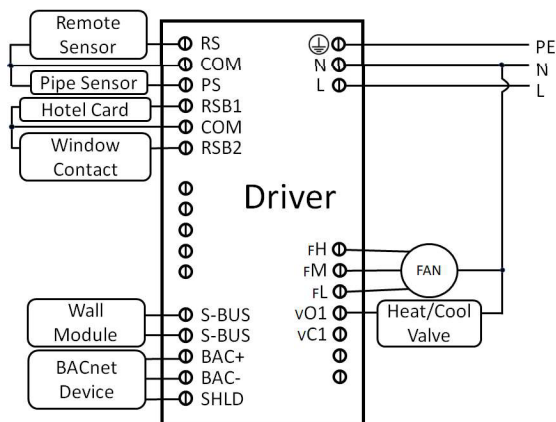 Remote
Sensor
Pipe Sensor
Hotel Card
Window
Contact
RS
COM
PS
RSB1
COM
RSB2
N
L
PE
N
L
Driver
FH
FM
FL
VO1
VC1
FAN
Heat/Cool
Valve
Wall
Module
BACnet
Device
S-BUS
S-BUS
BAC+
BAC-
SHLD